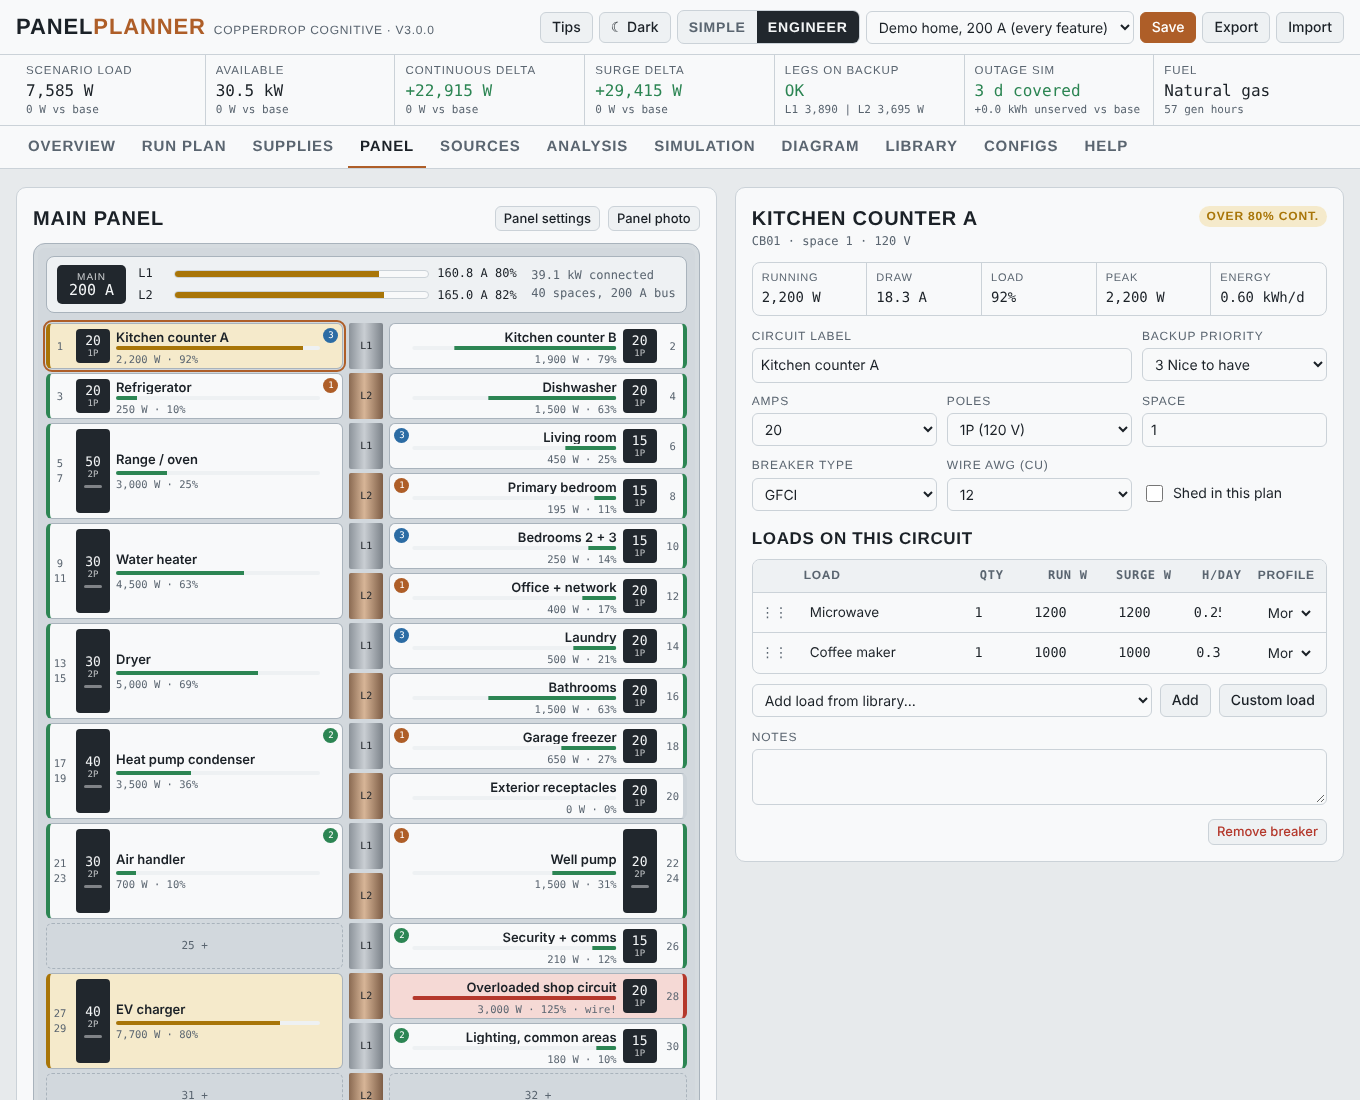 PANELPLANNER COPPERDROP COGNITIVE · V3.0.0
Tips
☾ Dark
SIMPLE
ENGINEER
Demo home, 200 A (every feature)
Save
Export
Import
SCENARIO LOAD
7,585 W
0 W vs base
AVAILABLE
30.5 kW
0 W vs base
CONTINUOUS DELTA
+22,915 W
0 W vs base
SURGE DELTA
+29,415 W
0 W vs base
LEGS ON BACKUP
OK
L1 3,890 | L2 3,695 W
OUTAGE SIM
3 d covered
+0.0 kWh unserved vs base
FUEL
Natural gas
57 gen hours
OVERVIEW
RUN PLAN
SUPPLIES
PANEL
SOURCES
ANALYSIS
SIMULATION
DIAGRAM
LIBRARY
CONFIGS
HELP
MAIN PANEL
Panel settings
Panel photo
MAIN
200 A
L1 160.8 A 80%
L2 165.0 A 82%
39.1 kW connected
40 spaces, 200 A bus
1
20
1P
Kitchen counter A
2,200 W · 92%
3
L1
Kitchen counter B
1,900 W · 79%
20
1P
2
3
20
1P
Refrigerator
250 W · 10%
1
L2
Dishwasher
1,500 W · 63%
20
1P
4
5
7
50
2P
Range / oven
3,000 W · 25%
L1
3
Living room
450 W · 25%
15
1P
6
L2
1
Primary bedroom
195 W · 11%
15
1P
8
9
11
30
2P
Water heater
4,500 W · 63%
L1
3
Bedrooms 2 + 3
250 W · 14%
15
1P
10
L2
1
Office + network
400 W · 17%
20
1P
12
13
15
30
2P
Dryer
5,000 W · 69%
L1
3
Laundry
500 W · 21%
20
1P
14
L2
Bathrooms
1,500 W · 63%
20
1P
16
17
19
40
2P
Heat pump condenser
3,500 W · 36%
2
L1
1
Garage freezer
650 W · 27%
20
1P
18
L2
Exterior receptacles
0 W · 0%
20
1P
20
21
23
30
2P
Air handler
700 W · 10%
2
L1
L2
1
Well pump
1,500 W · 31%
20
2P
22
24
25 +
L1
2
Security + comms
210 W · 12%
15
1P
26
27
29
40
2P
EV charger
7,700 W · 80%
L2
Overloaded shop circuit
3,000 W · 125% · wire!
20
1P
28
L1
2
Lighting, common areas
180 W · 10%
15
1P
30
31 +
L2
32 +
KITCHEN COUNTER A
OVER 80% CONT.
CB01 · space 1 · 120 V
RUNNING
2,200 W
DRAW
18.3 A
LOAD
92%
PEAK
2,200 W
ENERGY
0.60 kWh/d
CIRCUIT LABEL
Kitchen counter A
BACKUP PRIORITY
3 Nice to have
AMPS
20
POLES
1P (120 V)
SPACE
1
BREAKER TYPE
GFCI
WIRE AWG (CU)
12
Shed in this plan
LOADS ON THIS CIRCUIT
LOAD QTY RUN W SURGE W H/DAY PROFILE
Microwave 1 1200 1200 0.2 Mor
Coffee maker 1 1000 1000 0.3 Mor
Add load from library...
Add
Custom load
NOTES
Remove breaker